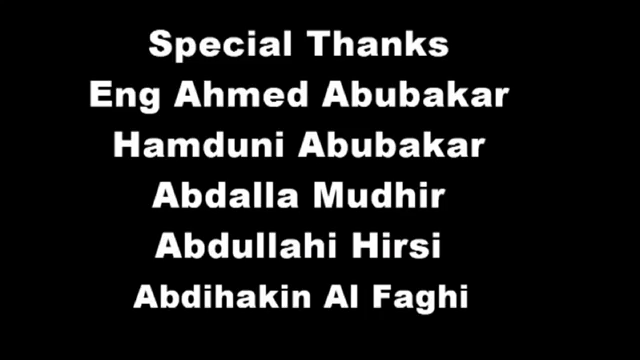 Special Thanks
Eng Ahmed Abubakar
Hamduni Abubakar
Abdalla Mudhir
Abdullahi Hirsi
Abdihakin Al Faghi